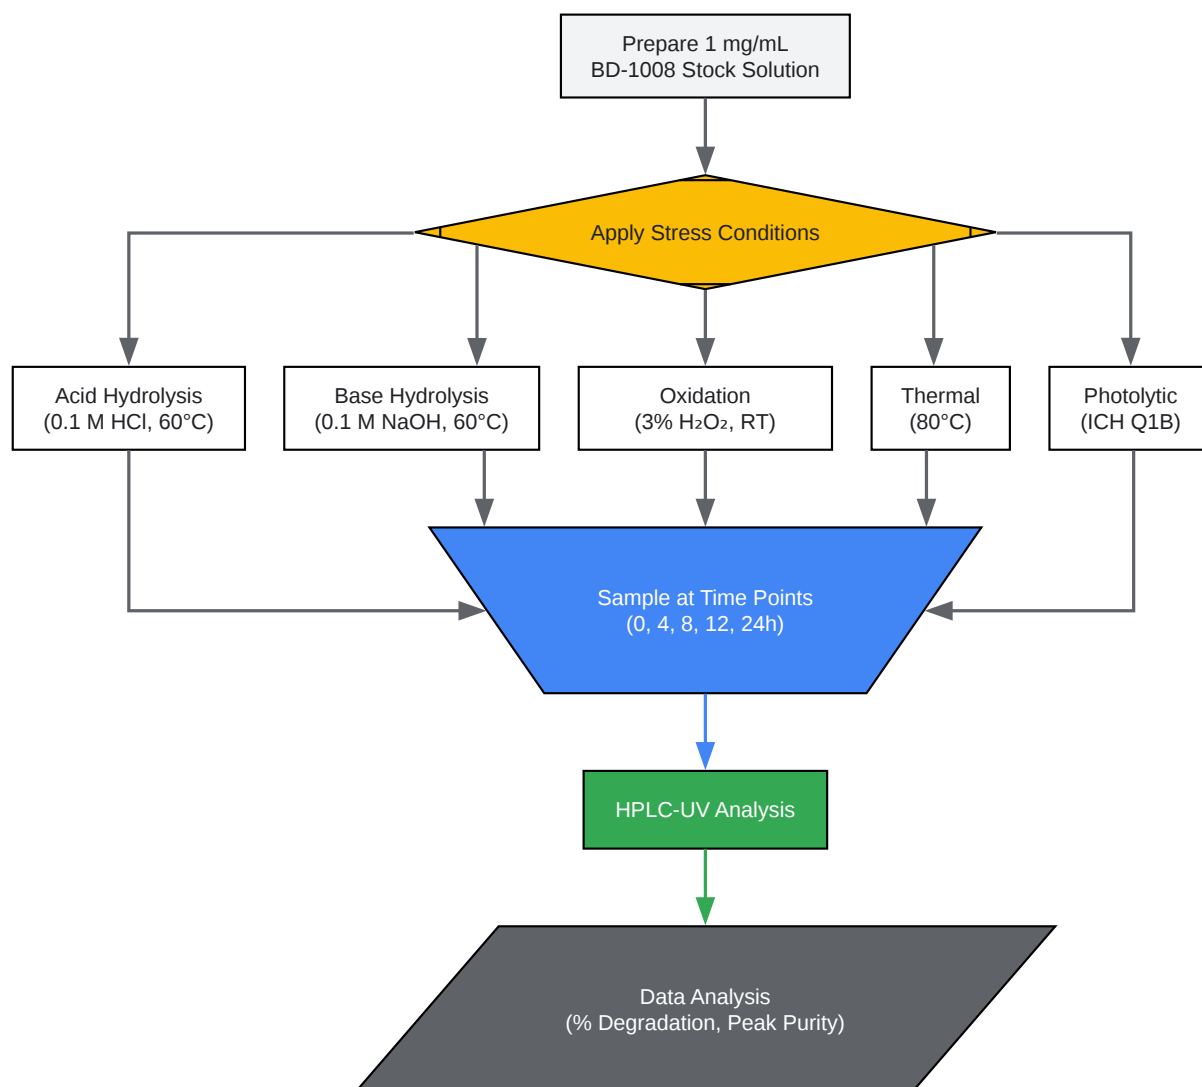 Prepare 1 mg/mL
BD-1008 Stock Solution
Apply Stress Conditions
Acid Hydrolysis
(0.1 M HCl, 60°C)
Base Hydrolysis
(0.1 M NaOH, 60°C)
Oxidation
(3% H₂O₂, RT)
Thermal
(80°C)
Photolytic
(ICH Q1B)
Sample at Time Points
(0, 4, 8, 12, 24h)
HPLC-UV Analysis
Data Analysis
(% Degradation, Peak Purity)